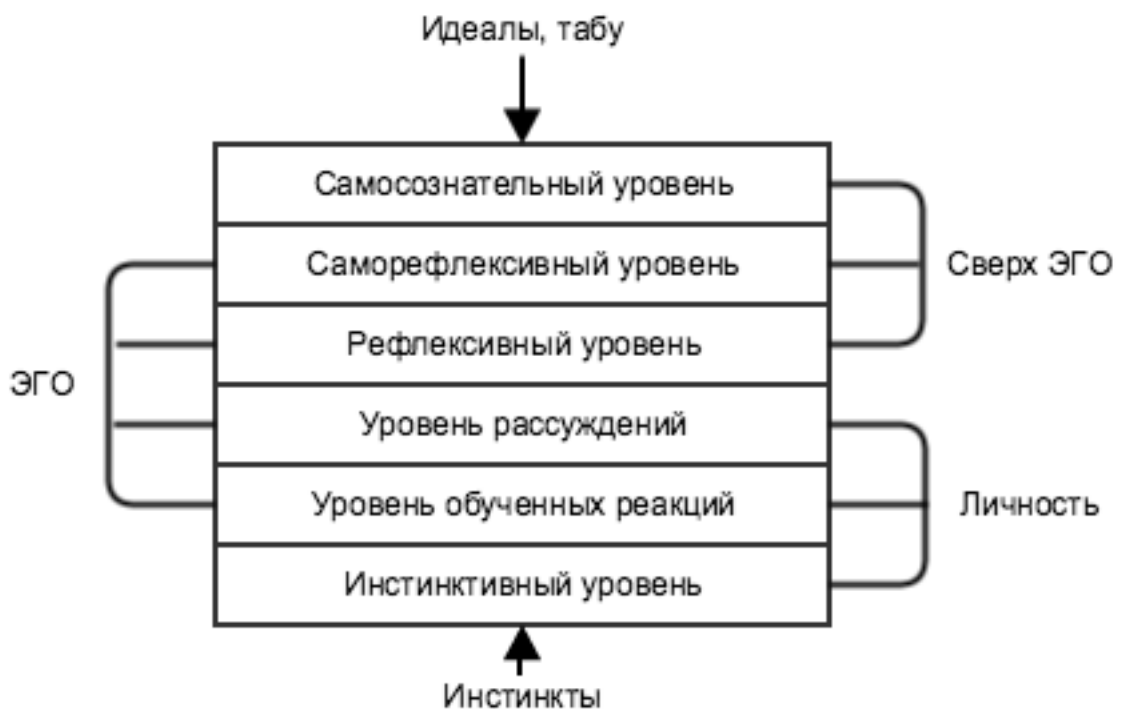 Идеалы, табу
Самосознательный уровень
Саморефлексивный уровень
Сверх ЭГО
Рефлексивный уровень
ЭГО
Уровень рассуждений
Уровень обученных реакций
Личность
Инстинктивный уровень
Инстинкты